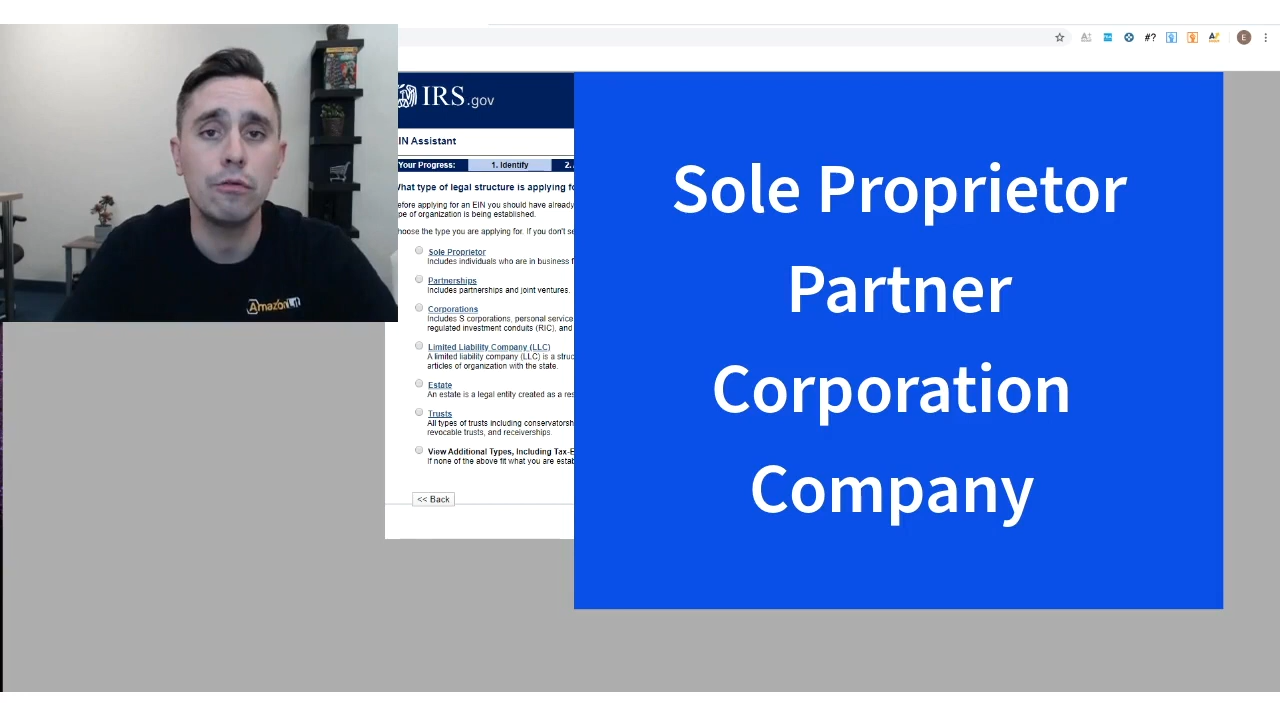 #?
E
IRS.gov
IN Assistant
Your Progress: 1. Identify 2.
What type of legal structure is applying fo
efore applying for an EIN you should have already
pe of organization is being established.
hoose the type you are applying for. If you don't se
Sole Proprietor
Includes individuals who are in business f
Partnerships
Includes partnerships and joint ventures.
Corporations
Includes S corporations, personal service
regulated investment conduits (RIC), and
Limited Liability Company (LLC)
A limited liability company (LLC) is a struc
articles of organization with the state.
Estate
An estate is a legal entity created as a res
Trusts
All types of trusts including conservatorsh
revocable trusts, and receiverships.
View Additional Types, Including Tax-E
If none of the above fit what you are estab
<< Back
Sole Proprietor
Partner
Corporation
Company
AmazonLit